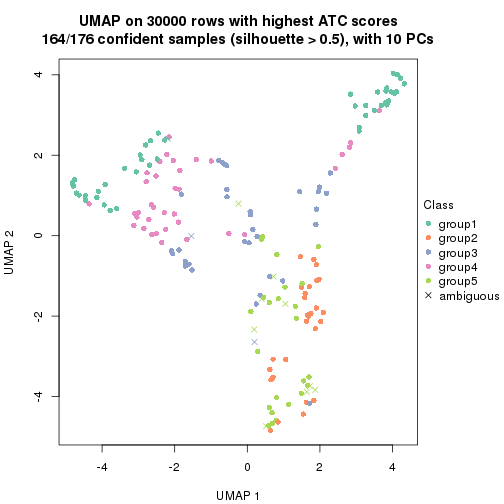 UMAP on 30000 rows with highest ATC scores
164/176 confident samples (silhouette > 0.5), with 10 PCs
4
2
0
-2
-4
UMAP 2
-4
-2
0
2
4
UMAP 1
Class
group1
group2
group3
group4
group5
ambiguous